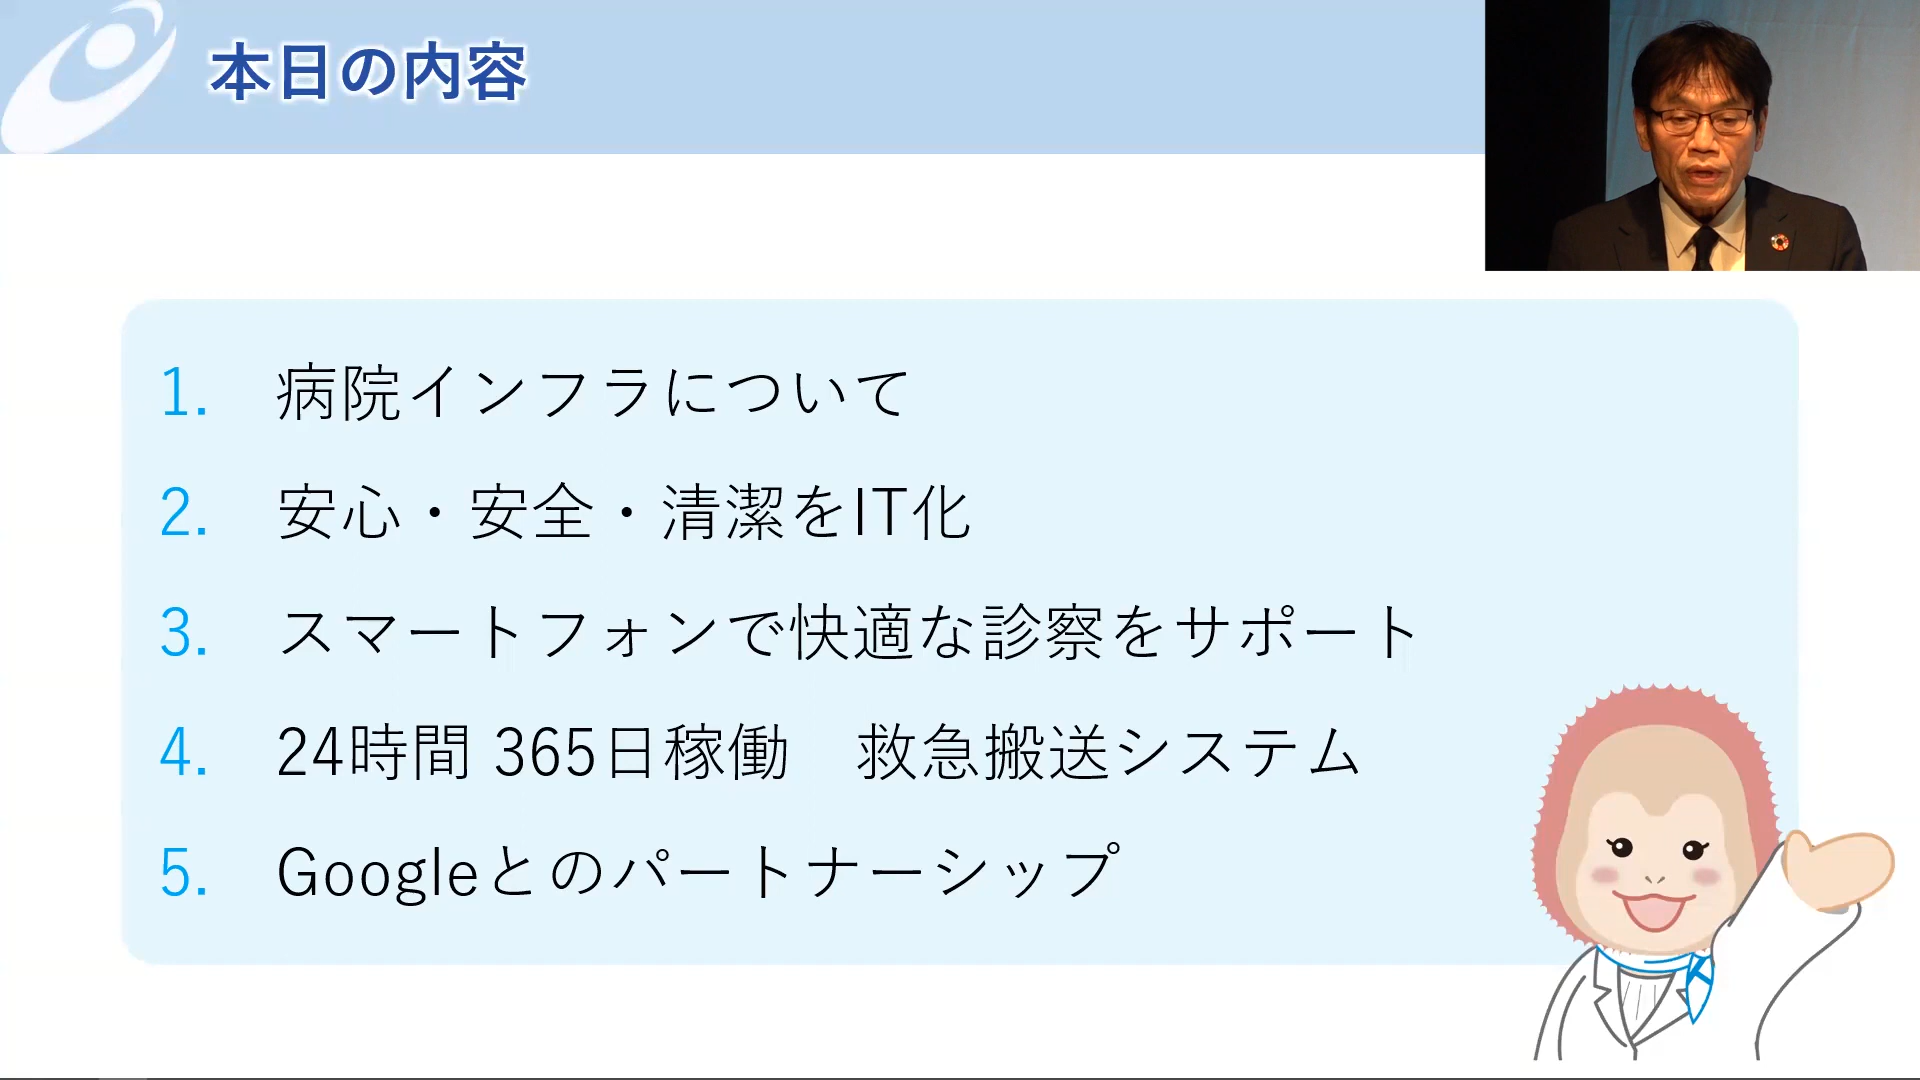 本日の内容
1. 病院インフラについて
2. 安心・安全・清潔をIT化
3. スマートフォンで快適な診察をサポート
4. 24時間 365日稼働　救急搬送システム
5. Googleとのパートナーシップ